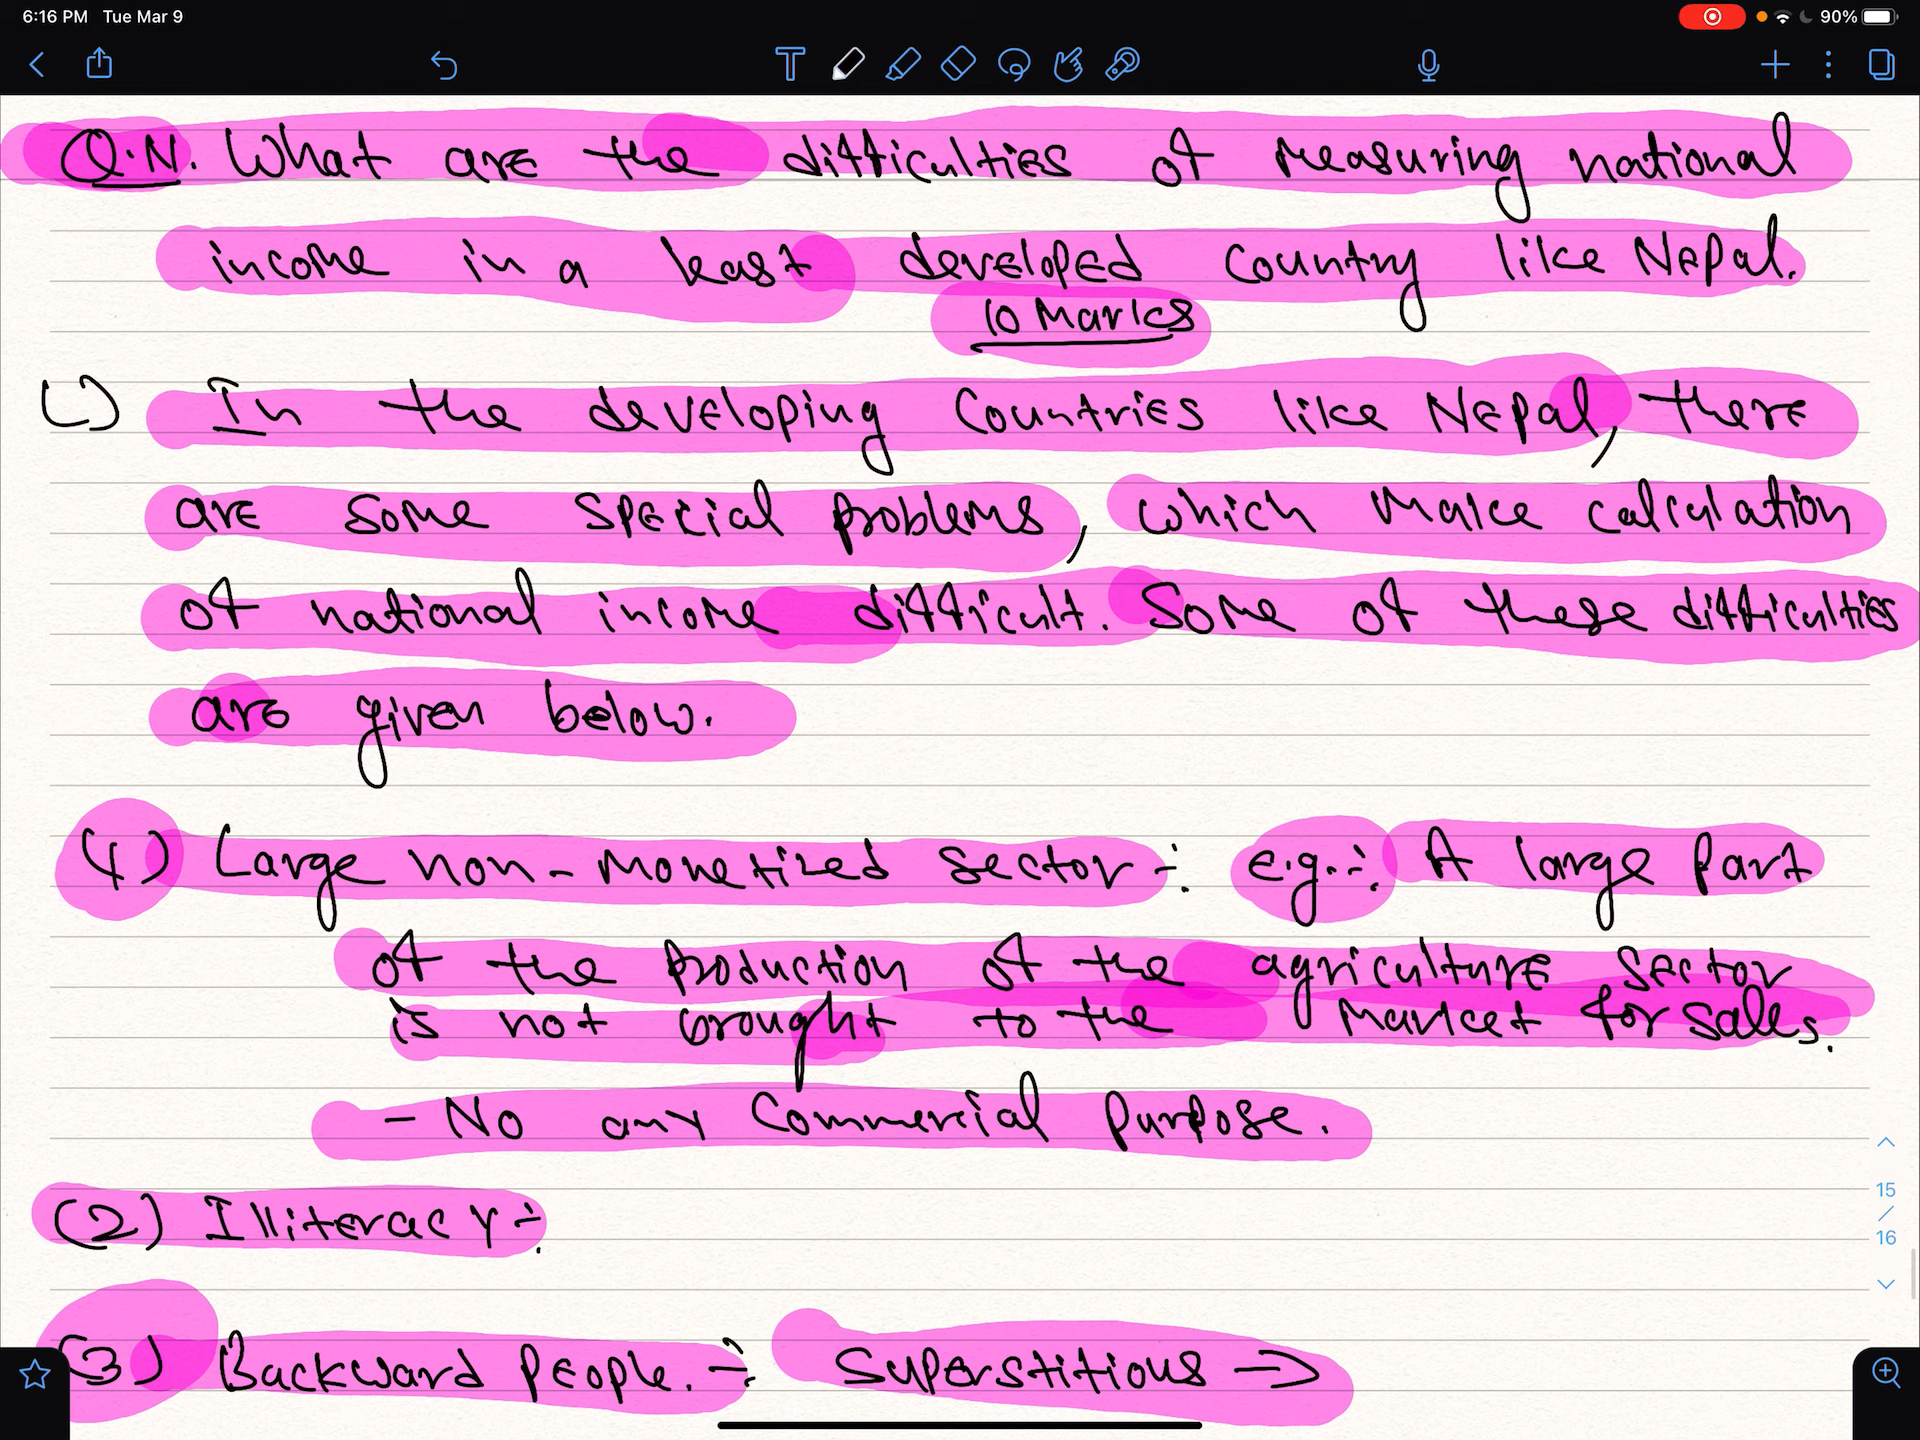 6:16 PM Tue Mar 9
90%
Q.N. What are the difficulties of measuring national
income in a least developed country like Nepal.
10 Marks
In the developing countries like Nepal, there
are some special problems, which make calculation
of national income difficult. Some of these difficulties
are given below.
(1) Large non-monetized sector :- e.g.:- A large part
of the production of the agriculture sector
is not brought to the market for sales.
- No any commercial purpose.
(2) Illiteracy :-
(3) Backward people. :- Superstitious →
15
/
16